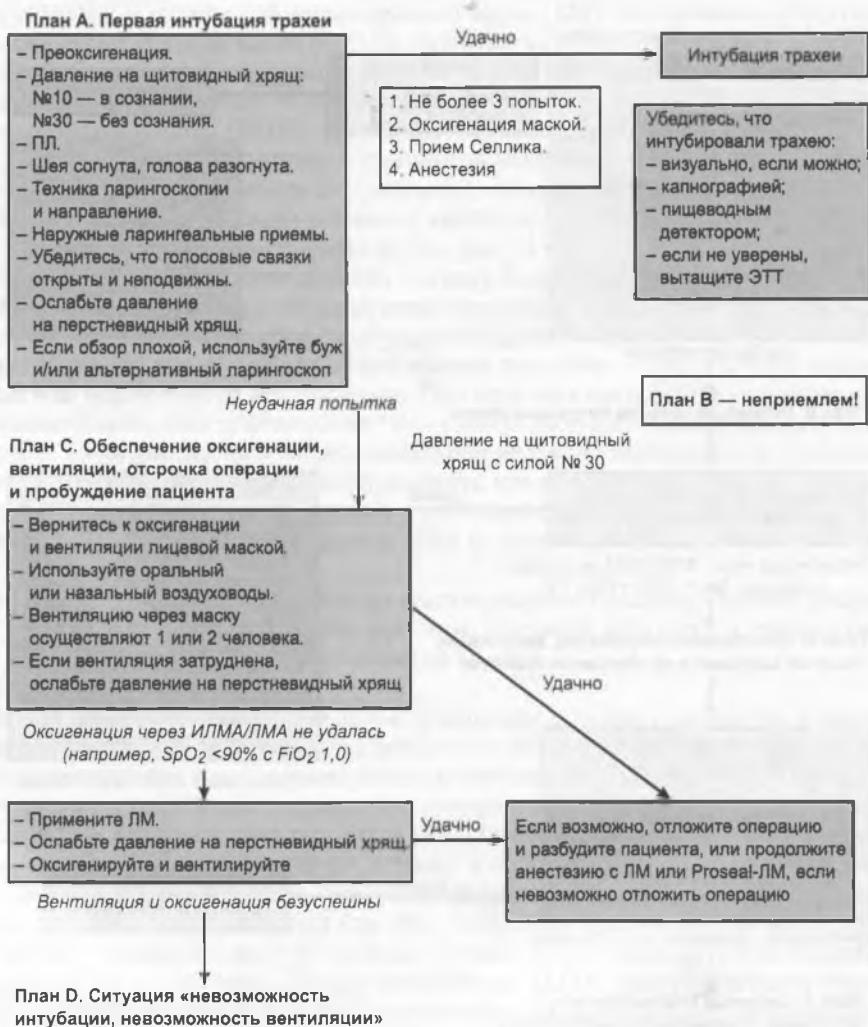 План А. Первая интубация трахеи
– Преоксигенация.
– Давление на щитовидный хрящ:
№10 — в сознании,
№30 — без сознания.
– ПЛ.
– Шея согнута, голова разогнута.
– Техника ларингоскопии
и направление.
– Наружные ларингеальные приемы.
– Убедитесь, что голосовые связки
открыты и неподвижны.
– Ослабьте давление
на перстневидный хрящ.
– Если обзор плохой, используйте буж
и/или альтернативный ларингоскоп
Удачно
1. Не более 3 попыток.
2. Оксигенация маской.
3. Прием Селлика.
4. Анестезия
Интубация трахеи
Убедитесь, что
интубировали трахею:
– визуально, если можно;
– капнографией;
– пищеводным
детектором;
– если не уверены,
вытащите ЭТТ
Неудачная попытка
План В — неприемлем!
План С. Обеспечение оксигенации,
вентиляции, отсрочка операции
и пробуждение пациента
Давление на щитовидный
хрящ с силой № 30
– Вернитесь к оксигенации
и вентиляции лицевой маской.
– Используйте оральный
или назальный воздуховоды.
– Вентиляцию через маску
осуществляют 1 или 2 человека.
– Если вентиляция затруднена,
ослабьте давление на перстневидный хрящ
Удачно
Оксигенация через ИЛМА/ЛМА не удалась
(например, SpO2 <90% с FiO2 1,0)
– Примените ЛМ.
– Ослабьте давление на перстневидный хрящ.
– Оксигенируйте и вентилируйте
Удачно
Если возможно, отложите операцию
и разбудите пациента, или продолжите
анестезию с ЛМ или Proseal-ЛМ, если
невозможно отложить операцию
Вентиляция и оксигенация безуспешны
План D. Ситуация «невозможность
интубации, невозможность вентиляции»